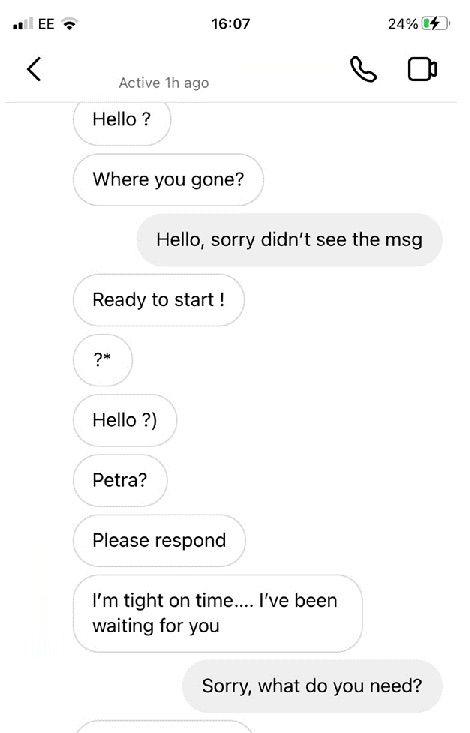 EE 16:07 24%
Active 1h ago
Hello ?
Where you gone?
Hello, sorry didn't see the msg
Ready to start !
?*
Hello ?)
Petra?
Please respond
I'm tight on time.... I've been
waiting for you
Sorry, what do you need?